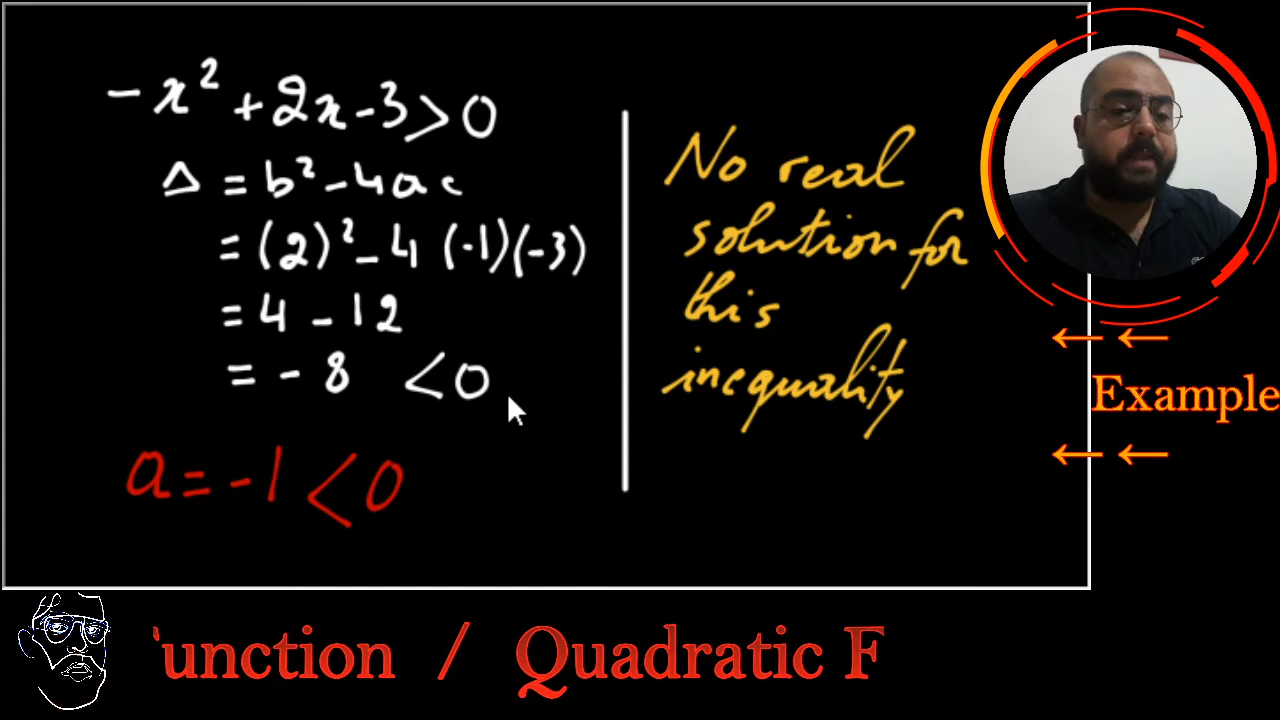 -x² + 2x - 3 > 0
Δ = b² - 4ac
= (2)² - 4 (-1)(-3)
= 4 - 12
= - 8 < 0
a = -1 < 0
No real
solution for
this
inequality
← ←
Example
← ←
unction / Quadratic F